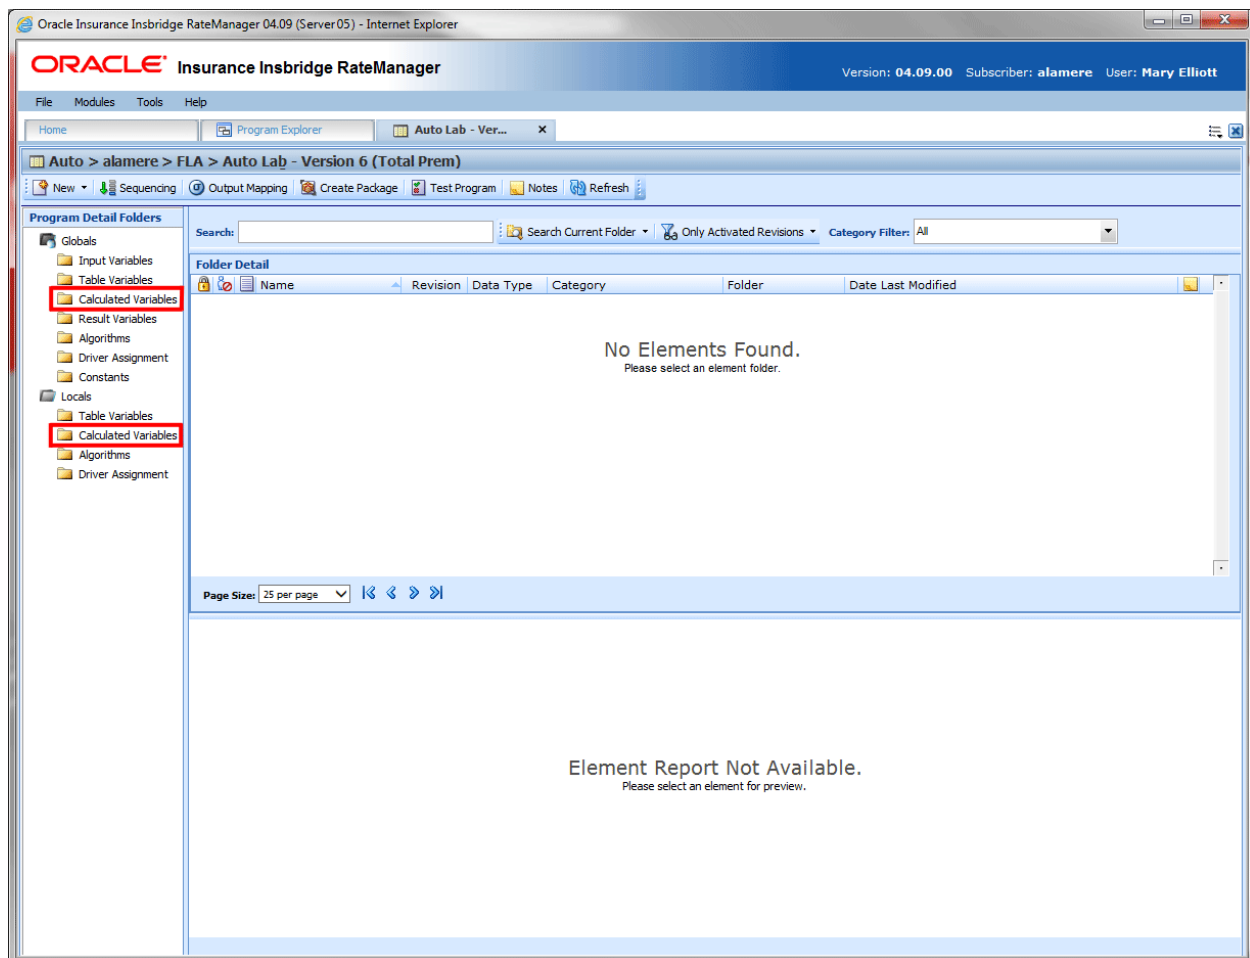 Oracle Insurance Insbridge RateManager 04.09 (Server05) - Internet Explorer
ORACLE Insurance Insbridge RateManager
Version: 04.09.00 Subscriber: alamere User: Mary Elliott
File Modules Tools Help
Home Program Explorer Auto Lab - Ver... x
Auto > alamere > FLA > Auto Lab - Version 6 (Total Prem)
New Sequencing Output Mapping Create Package Test Program Notes Refresh
Program Detail Folders
Globals
Input Variables
Table Variables
Calculated Variables
Result Variables
Algorithms
Driver Assignment
Constants
Locals
Table Variables
Calculated Variables
Algorithms
Driver Assignment
Search: Search Current Folder Only Activated Revisions Category Filter: All
Folder Detail
Name Revision Data Type Category Folder Date Last Modified
No Elements Found.
Please select an element folder.
Page Size: 25 per page
Element Report Not Available.
Please select an element for preview.